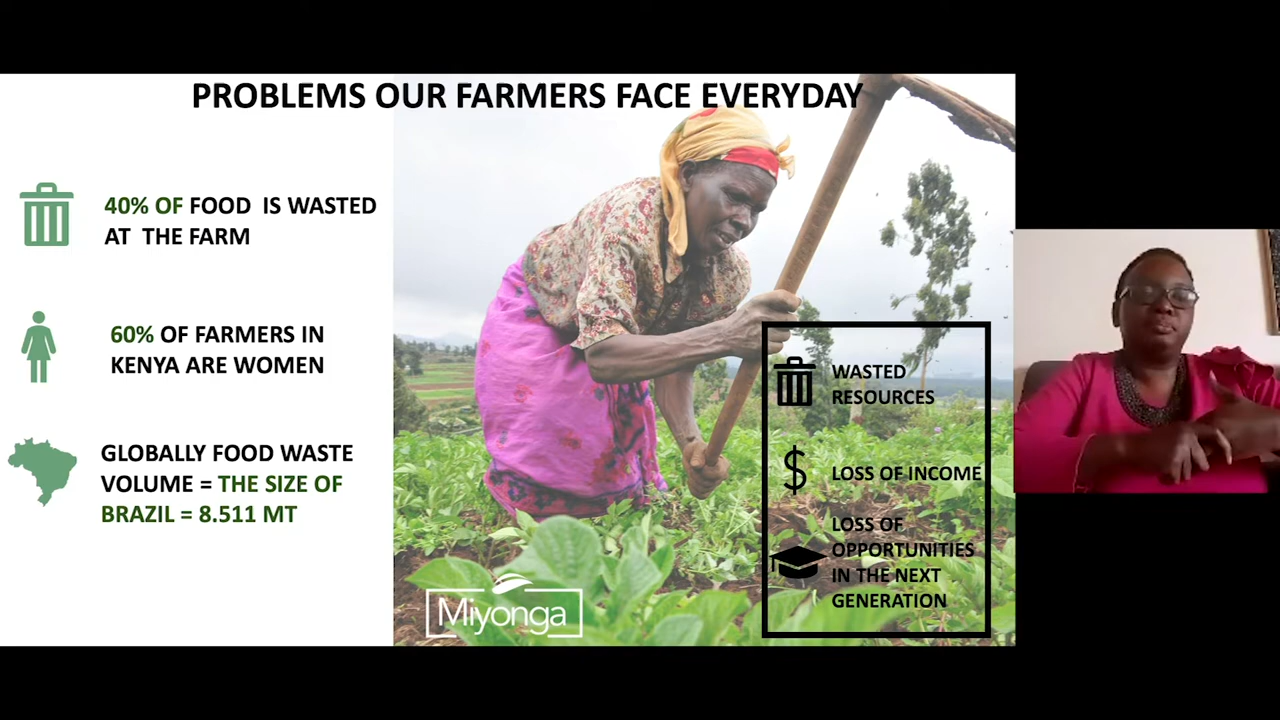 PROBLEMS OUR FARMERS FACE EVERYDAY
40% OF FOOD IS WASTED
AT THE FARM
60% OF FARMERS IN
KENYA ARE WOMEN
GLOBALLY FOOD WASTE
VOLUME = THE SIZE OF
BRAZIL = 8.511 MT
WASTED
RESOURCES
$ LOSS OF INCOME
LOSS OF
OPPORTUNITIES
IN THE NEXT
GENERATION
Miyonga